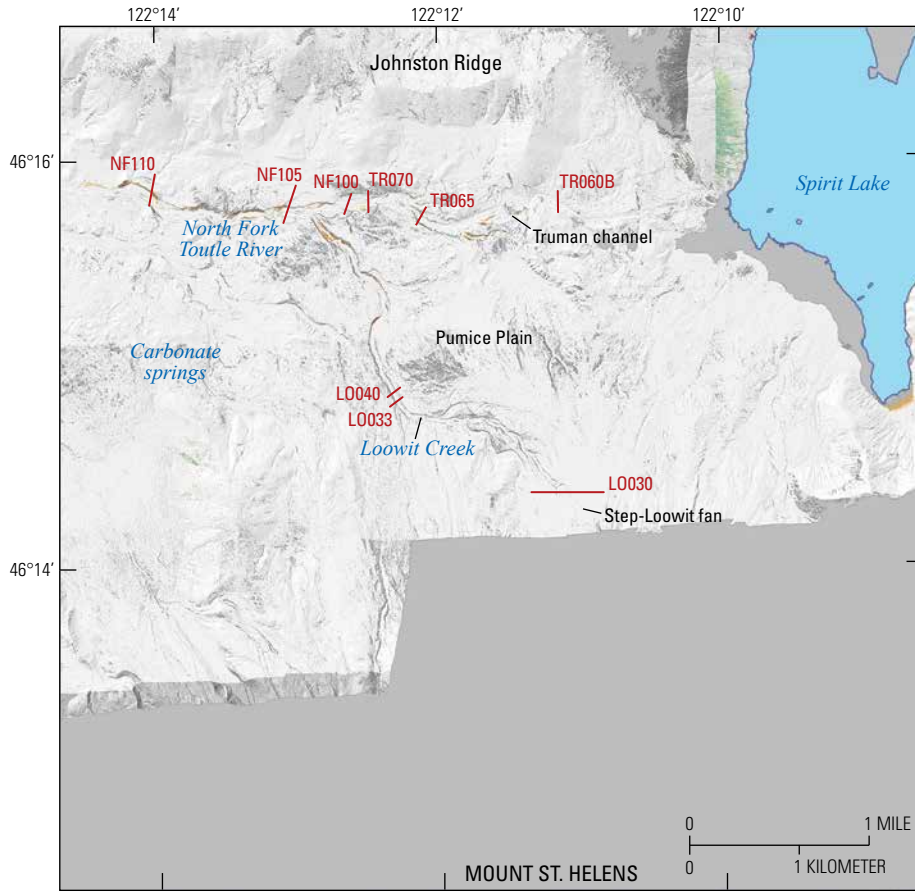 122°14′
122°12′
122°10′
Johnston Ridge
46°16′
NF110
NF105
NF100
TR070
TR065
TR060B
Spirit Lake
North Fork
Toutle River
Truman channel
Pumice Plain
Carbonate
springs
LO040
LO033
Loowit Creek
LO030
Step-Loowit fan
46°14′
0
1 MILE
0
1 KILOMETER
MOUNT ST. HELENS